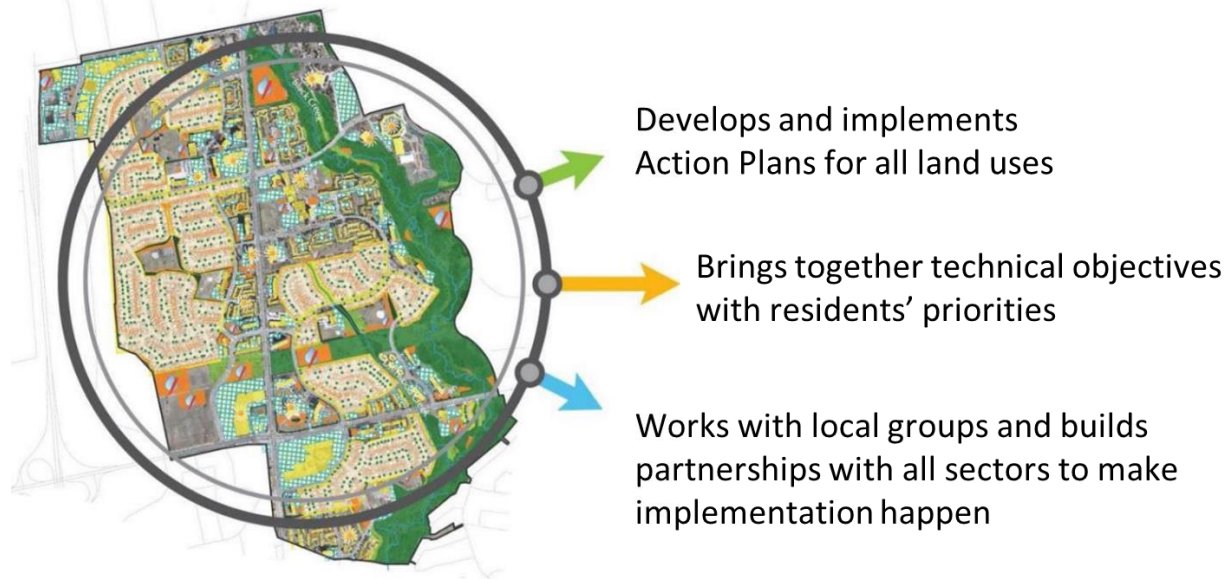 Develops and implements
Action Plans for all land uses
Brings together technical objectives
with residents’ priorities
Works with local groups and builds
partnerships with all sectors to make
implementation happen